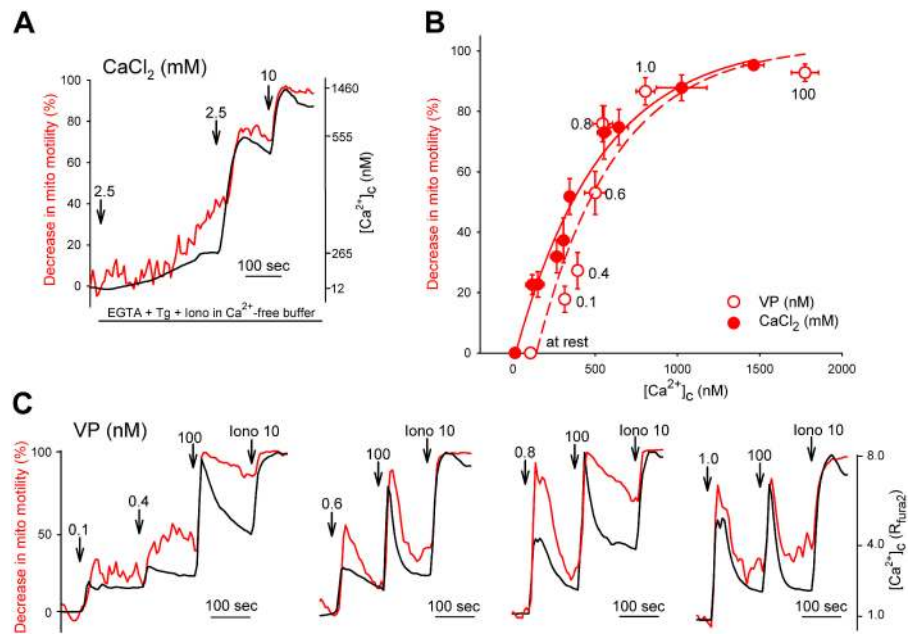 A
CaCl2 (mM)
Decrease in mito motility (%)
100
80
60
40
20
0
2.5
2.5
10
1460
555
265
12
[Ca2+]C (nM)
100 sec
EGTA + Tg + Iono in Ca2+-free buffer
B
Decrease in mito motility (%)
100
80
60
40
20
0
1.0
100
0.8
0.6
0.4
0.1
at rest
VP (nM)
CaCl2 (mM)
0 500 1000 1500 2000
[Ca2+]C (nM)
C
VP (nM)
Decrease in mito motility (%)
100
50
0
0.1
0.4
100
Iono 10
100 sec
0.6
100
Iono 10
100 sec
0.8
100
Iono 10
100 sec
1.0
100
Iono 10
100 sec
8.0
4.0
1.0
[Ca2+]C (Rfura2)